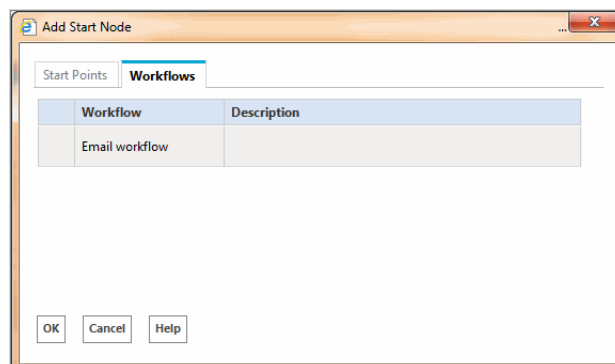 Add Start Node ...
Start Points Workflows
Workflow Description
Email workflow
OK Cancel Help